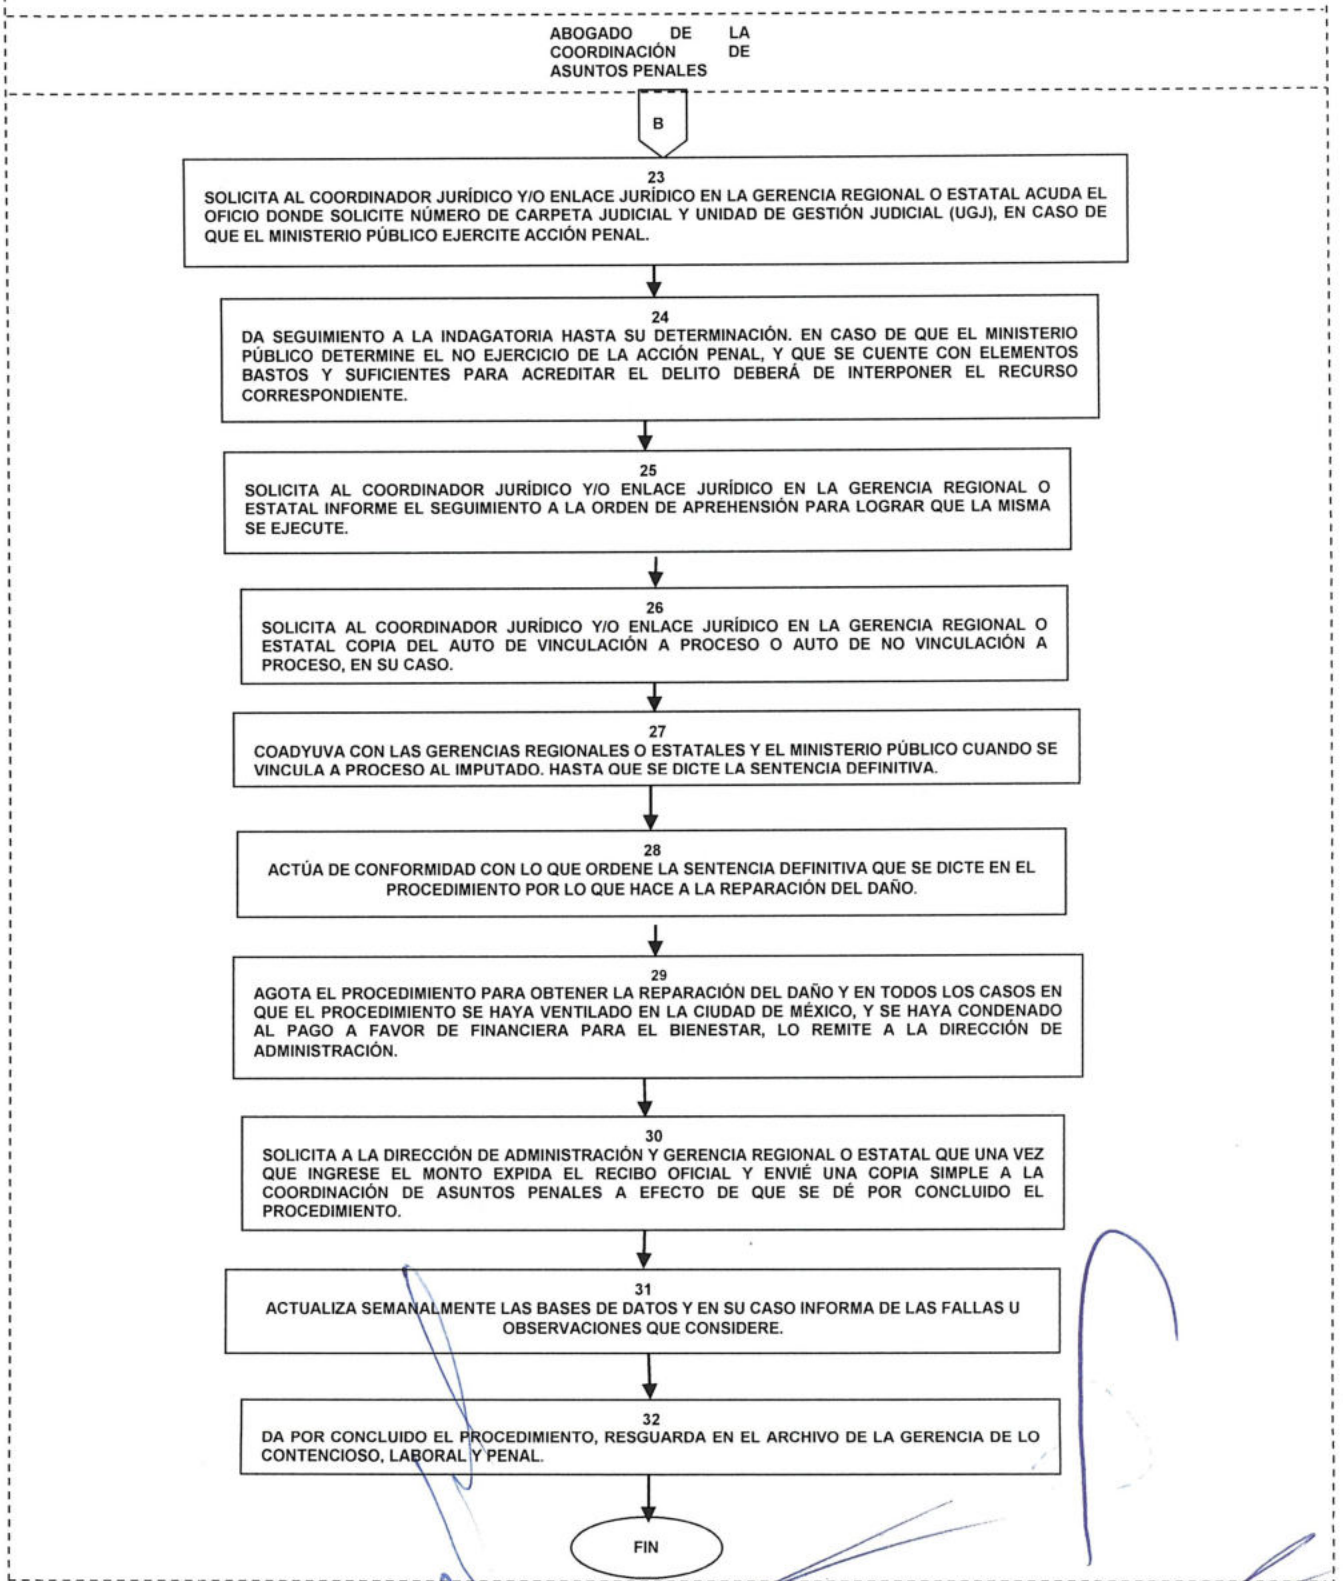 ABOGADO DE LA
COORDINACIÓN DE
ASUNTOS PENALES
B
23
SOLICITA AL COORDINADOR JURÍDICO Y/O ENLACE JURÍDICO EN LA GERENCIA REGIONAL O ESTATAL ACUDA EL
OFICIO DONDE SOLICITE NÚMERO DE CARPETA JUDICIAL Y UNIDAD DE GESTIÓN JUDICIAL (UGJ), EN CASO DE
QUE EL MINISTERIO PÚBLICO EJERCITE ACCIÓN PENAL.
24
DA SEGUIMIENTO A LA INDAGATORIA HASTA SU DETERMINACIÓN. EN CASO DE QUE EL MINISTERIO
PÚBLICO DETERMINE EL NO EJERCICIO DE LA ACCIÓN PENAL, Y QUE SE CUENTE CON ELEMENTOS
BASTOS Y SUFICIENTES PARA ACREDITAR EL DELITO DEBERÁ DE INTERPONER EL RECURSO
CORRESPONDIENTE.
25
SOLICITA AL COORDINADOR JURÍDICO Y/O ENLACE JURÍDICO EN LA GERENCIA REGIONAL O
ESTATAL INFORME EL SEGUIMIENTO A LA ORDEN DE APREHENSIÓN PARA LOGRAR QUE LA MISMA
SE EJECUTE.
26
SOLICITA AL COORDINADOR JURÍDICO Y/O ENLACE JURÍDICO EN LA GERENCIA REGIONAL O
ESTATAL COPIA DEL AUTO DE VINCULACIÓN A PROCESO O AUTO DE NO VINCULACIÓN A
PROCESO, EN SU CASO.
27
COADYUVA CON LAS GERENCIAS REGIONALES O ESTATALES Y EL MINISTERIO PÚBLICO CUANDO SE
VINCULA A PROCESO AL IMPUTADO. HASTA QUE SE DICTE LA SENTENCIA DEFINITIVA.
28
ACTÚA DE CONFORMIDAD CON LO QUE ORDENE LA SENTENCIA DEFINITIVA QUE SE DICTE EN EL
PROCEDIMIENTO POR LO QUE HACE A LA REPARACIÓN DEL DAÑO.
29
AGOTA EL PROCEDIMIENTO PARA OBTENER LA REPARACIÓN DEL DAÑO Y EN TODOS LOS CASOS EN
QUE EL PROCEDIMIENTO SE HAYA VENTILADO EN LA CIUDAD DE MÉXICO, Y SE HAYA CONDENADO
AL PAGO A FAVOR DE FINANCIERA PARA EL BIENESTAR, LO REMITE A LA DIRECCIÓN DE
ADMINISTRACIÓN.
30
SOLICITA A LA DIRECCIÓN DE ADMINISTRACIÓN Y GERENCIA REGIONAL O ESTATAL QUE UNA VEZ
QUE INGRESE EL MONTO EXPIDA EL RECIBO OFICIAL Y ENVIÉ UNA COPIA SIMPLE A LA
COORDINACIÓN DE ASUNTOS PENALES A EFECTO DE QUE SE DÉ POR CONCLUIDO EL
PROCEDIMIENTO.
31
ACTUALIZA SEMANALMENTE LAS BASES DE DATOS Y EN SU CASO INFORMA DE LAS FALLAS U
OBSERVACIONES QUE CONSIDERE.
32
DA POR CONCLUIDO EL PROCEDIMIENTO, RESGUARDA EN EL ARCHIVO DE LA GERENCIA DE LO
CONTENCIOSO, LABORAL Y PENAL.
FIN